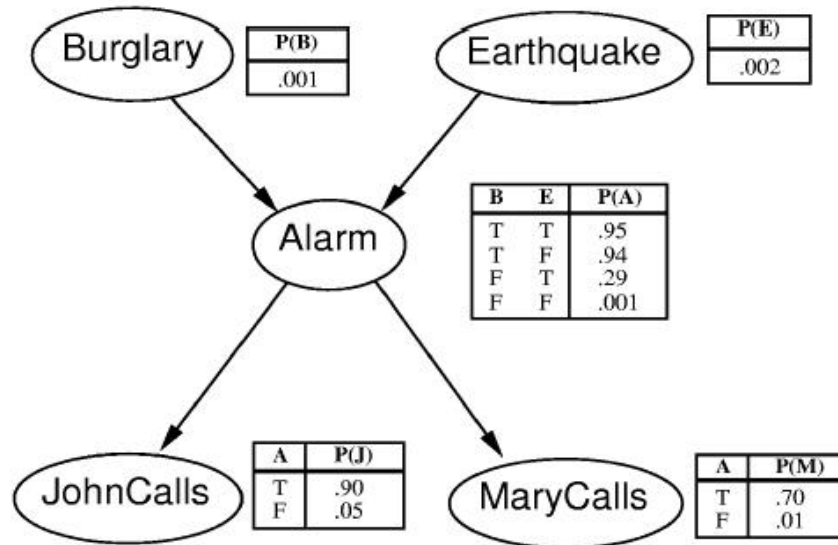 Burglary
P(B)
.001
Earthquake
P(E)
.002
Alarm
B E P(A)
T T .95
T F .94
F T .29
F F .001
JohnCalls
A P(J)
T .90
F .05
MaryCalls
A P(M)
T .70
F .01